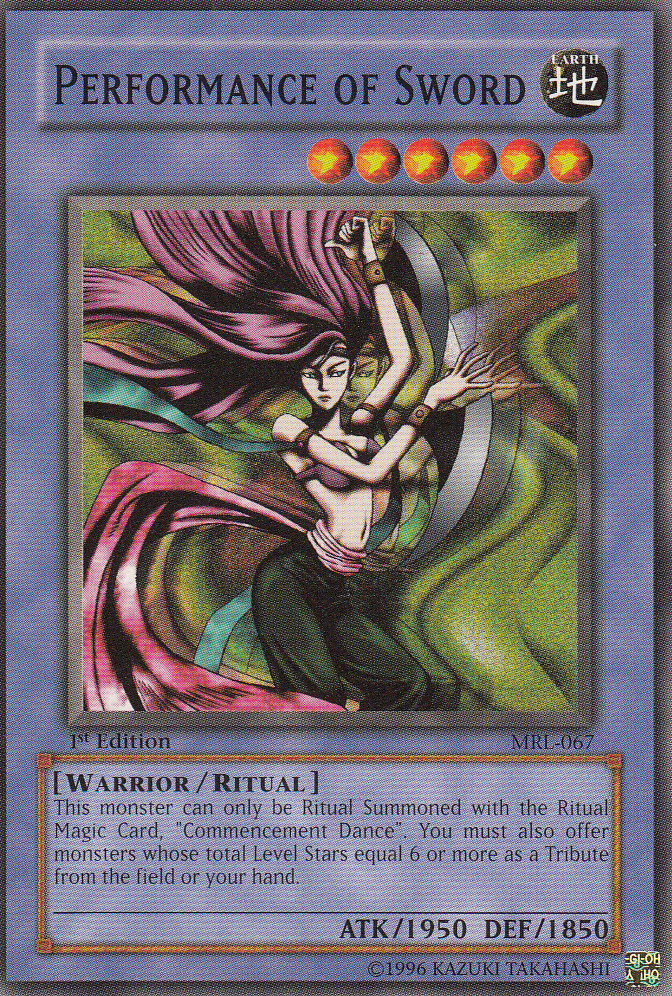 PERFORMANCE OF SWORD
EARTH
地
1st Edition
MRL-067
[WARRIOR/RITUAL]
This monster can only be Ritual Summoned with the Ritual
Magic Card, "Commencement Dance". You must also offer
monsters whose total Level Stars equal 6 or more as a Tribute
from the field or your hand.
ATK/1950 DEF/1850
©1996 KAZUKI TAKAHASHI